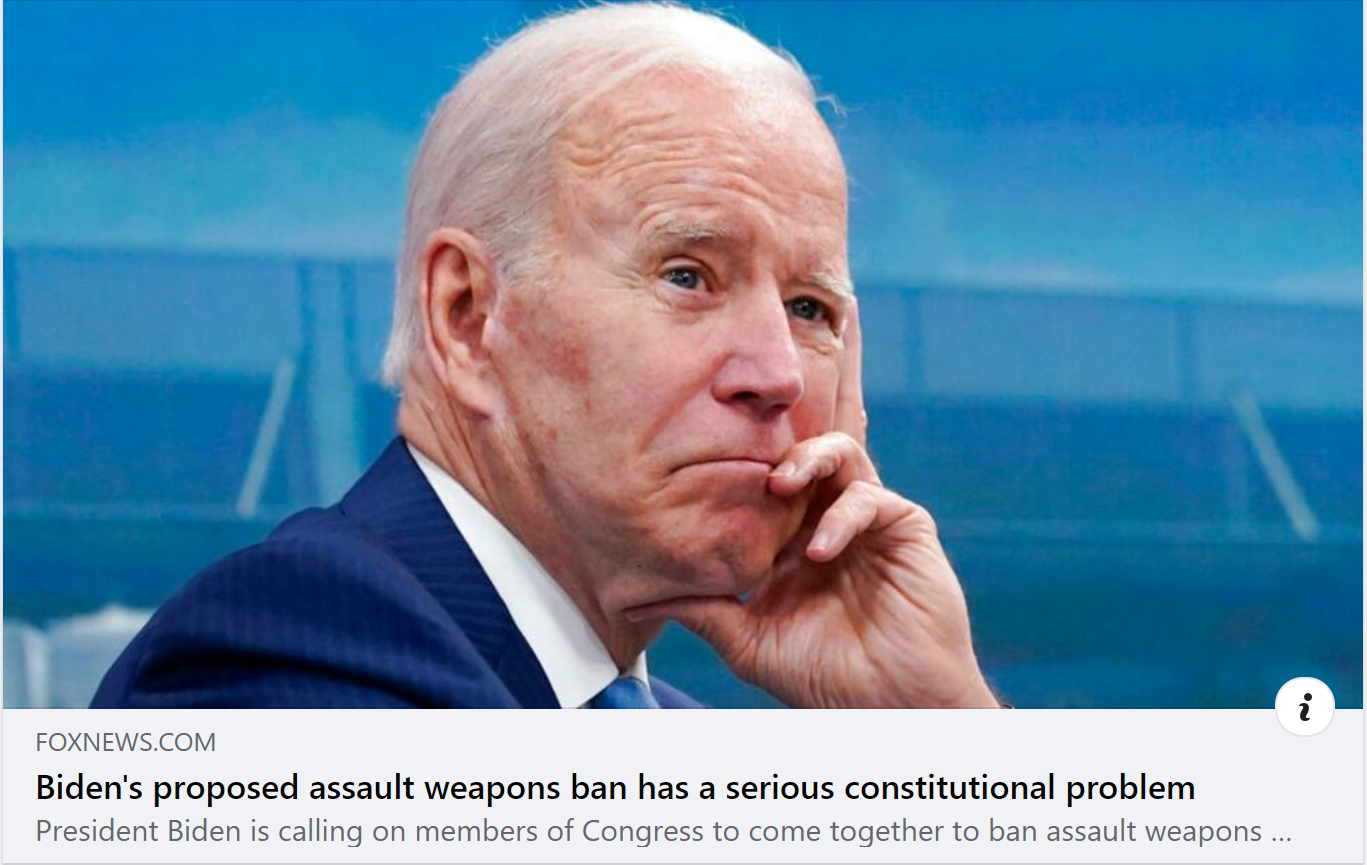 FOXNEWS.COM
Biden's proposed assault weapons ban has a serious constitutional problem
President Biden is calling on members of Congress to come together to ban assault weapons ...